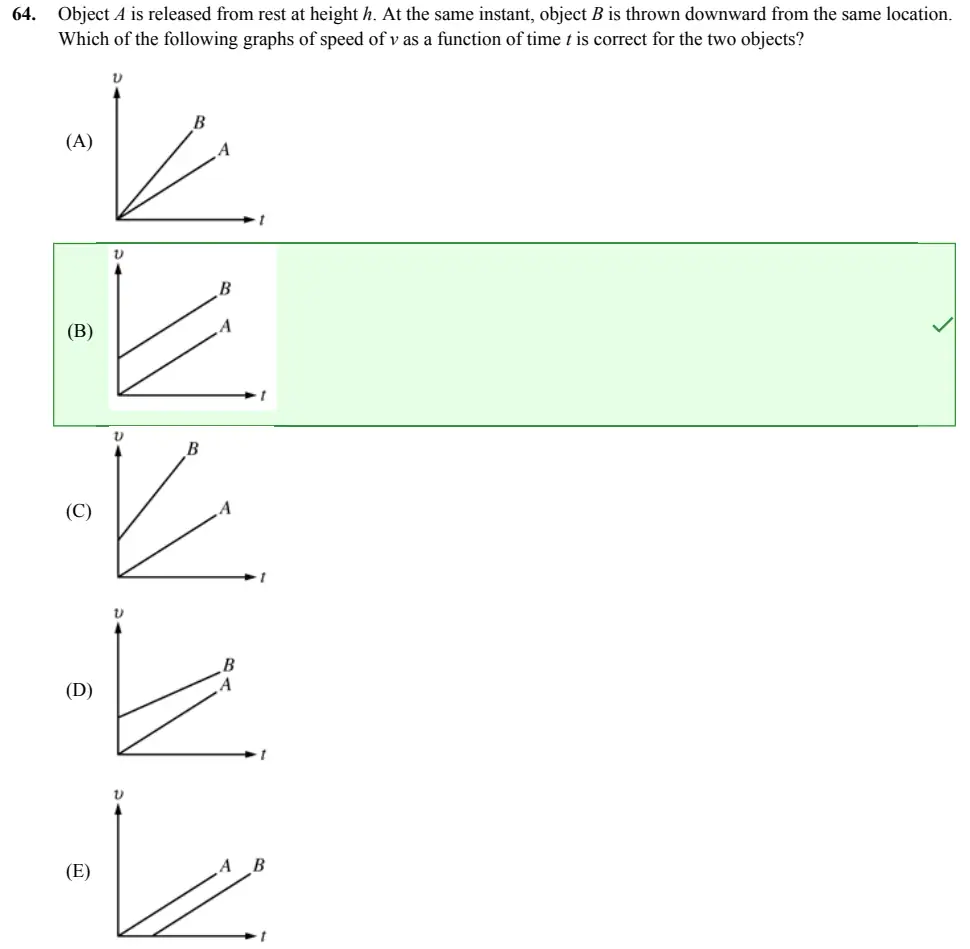 64. Object A is released from rest at height h. At the same instant, object B is thrown downward from the same location.
Which of the following graphs of speed of v as a function of time t is correct for the two objects?
υ
B
(A)
A
t
υ
B
(B)
A
t
υ
B
(C)
A
t
υ
B
(D)
A
t
υ
(E)
A B
t